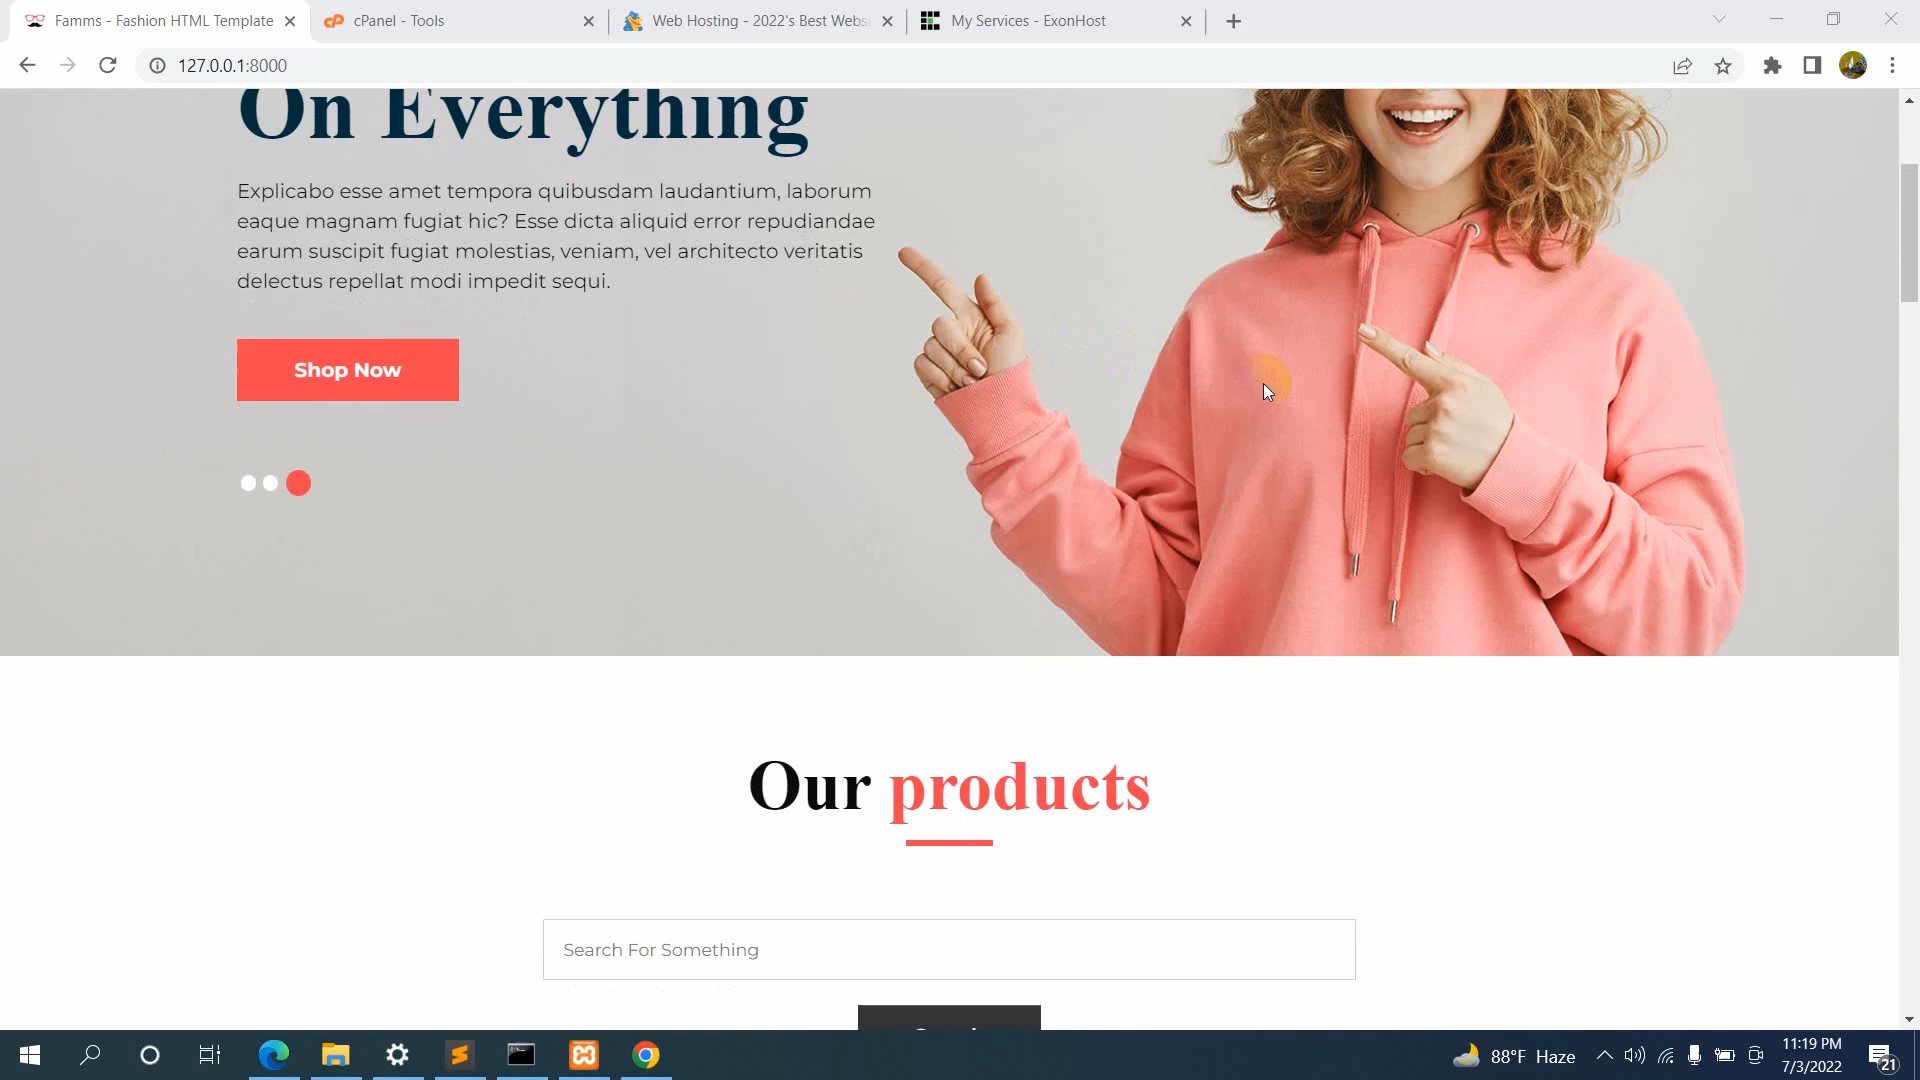 Famms - Fashion HTML Template
cPanel - Tools
Web Hosting - 2022's Best Webs
My Services - ExonHost
127.0.0.1:8000
On Everything
Explicabo esse amet tempora quibusdam laudantium, laborum
eaque magnam fugiat hic? Esse dicta aliquid error repudiandae
earum suscipit fugiat molestias, veniam, vel architecto veritatis
delectus repellat modi impedit sequi.
Shop Now
Our products
Search For Something
88°F Haze
11:19 PM
7/3/2022
21